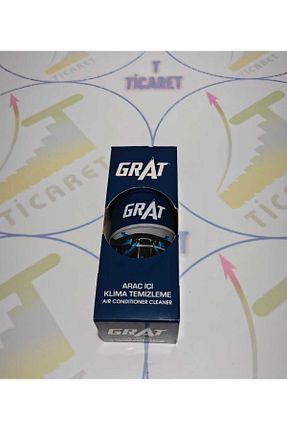 T
TİCARET
TİCARET
TİCARET
GRAT
GRAT
ARAÇ İÇİ
KLİMA TEMİZLEME
AIR CONDITIONER CLEANER
GRAT